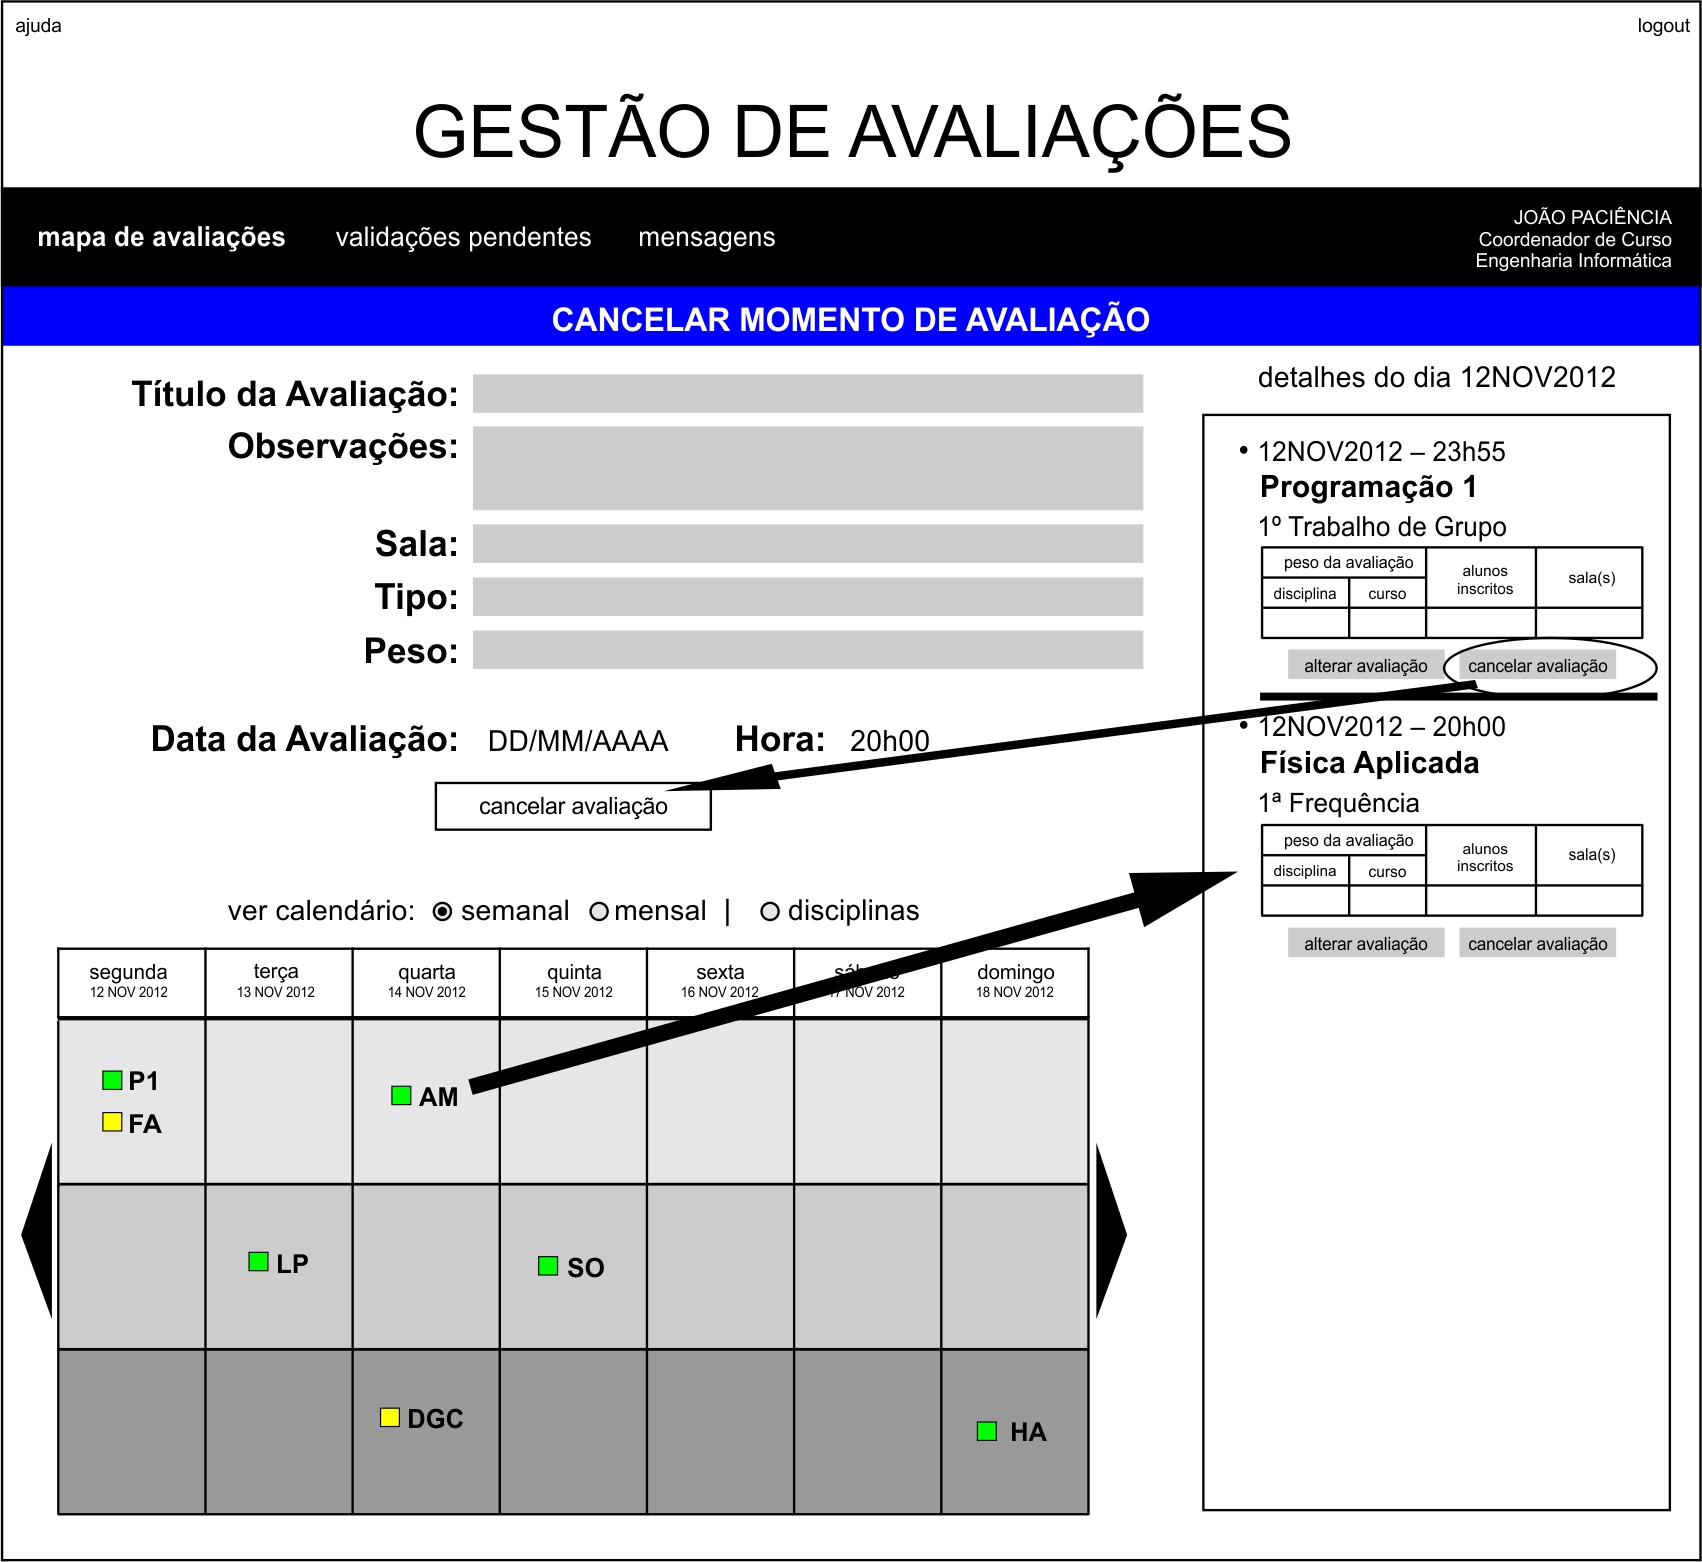 ajuda
logout
GESTÃO DE AVALIAÇÕES
mapa de avaliações validações pendentes mensagens
JOÃO PACIÊNCIA
Coordenador de Curso
Engenharia Informática
CANCELAR MOMENTO DE AVALIAÇÃO
Título da Avaliação:
Observações:
Sala:
Tipo:
Peso:
Data da Avaliação: DD/MM/AAAA Hora: 20h00
cancelar avaliação
detalhes do dia 12NOV2012
• 12NOV2012 – 23h55
Programação 1
1º Trabalho de Grupo
peso da avaliação
disciplina
curso
alunos
inscritos
sala(s)
alterar avaliação
cancelar avaliação
• 12NOV2012 – 20h00
Física Aplicada
1ª Frequência
peso da avaliação
disciplina
curso
alunos
inscritos
sala(s)
alterar avaliação
cancelar avaliação
ver calendário: semanal mensal | disciplinas
segunda
12 NOV 2012
terça
13 NOV 2012
quarta
14 NOV 2012
quinta
15 NOV 2012
sexta
16 NOV 2012
sábado
17 NOV 2012
domingo
18 NOV 2012
P1
FA
AM
LP
SO
DGC
HA